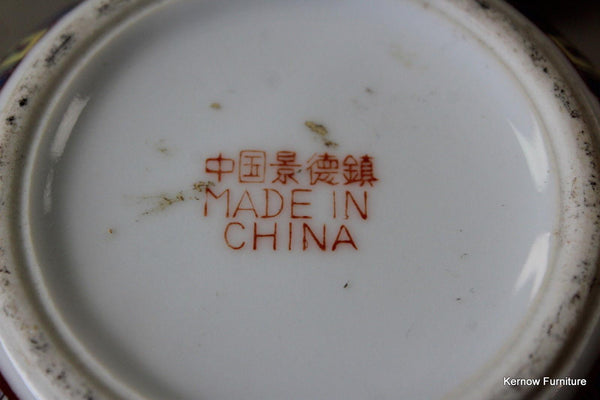 中国景德鎮
MADE IN
CHINA
Kernow Furniture